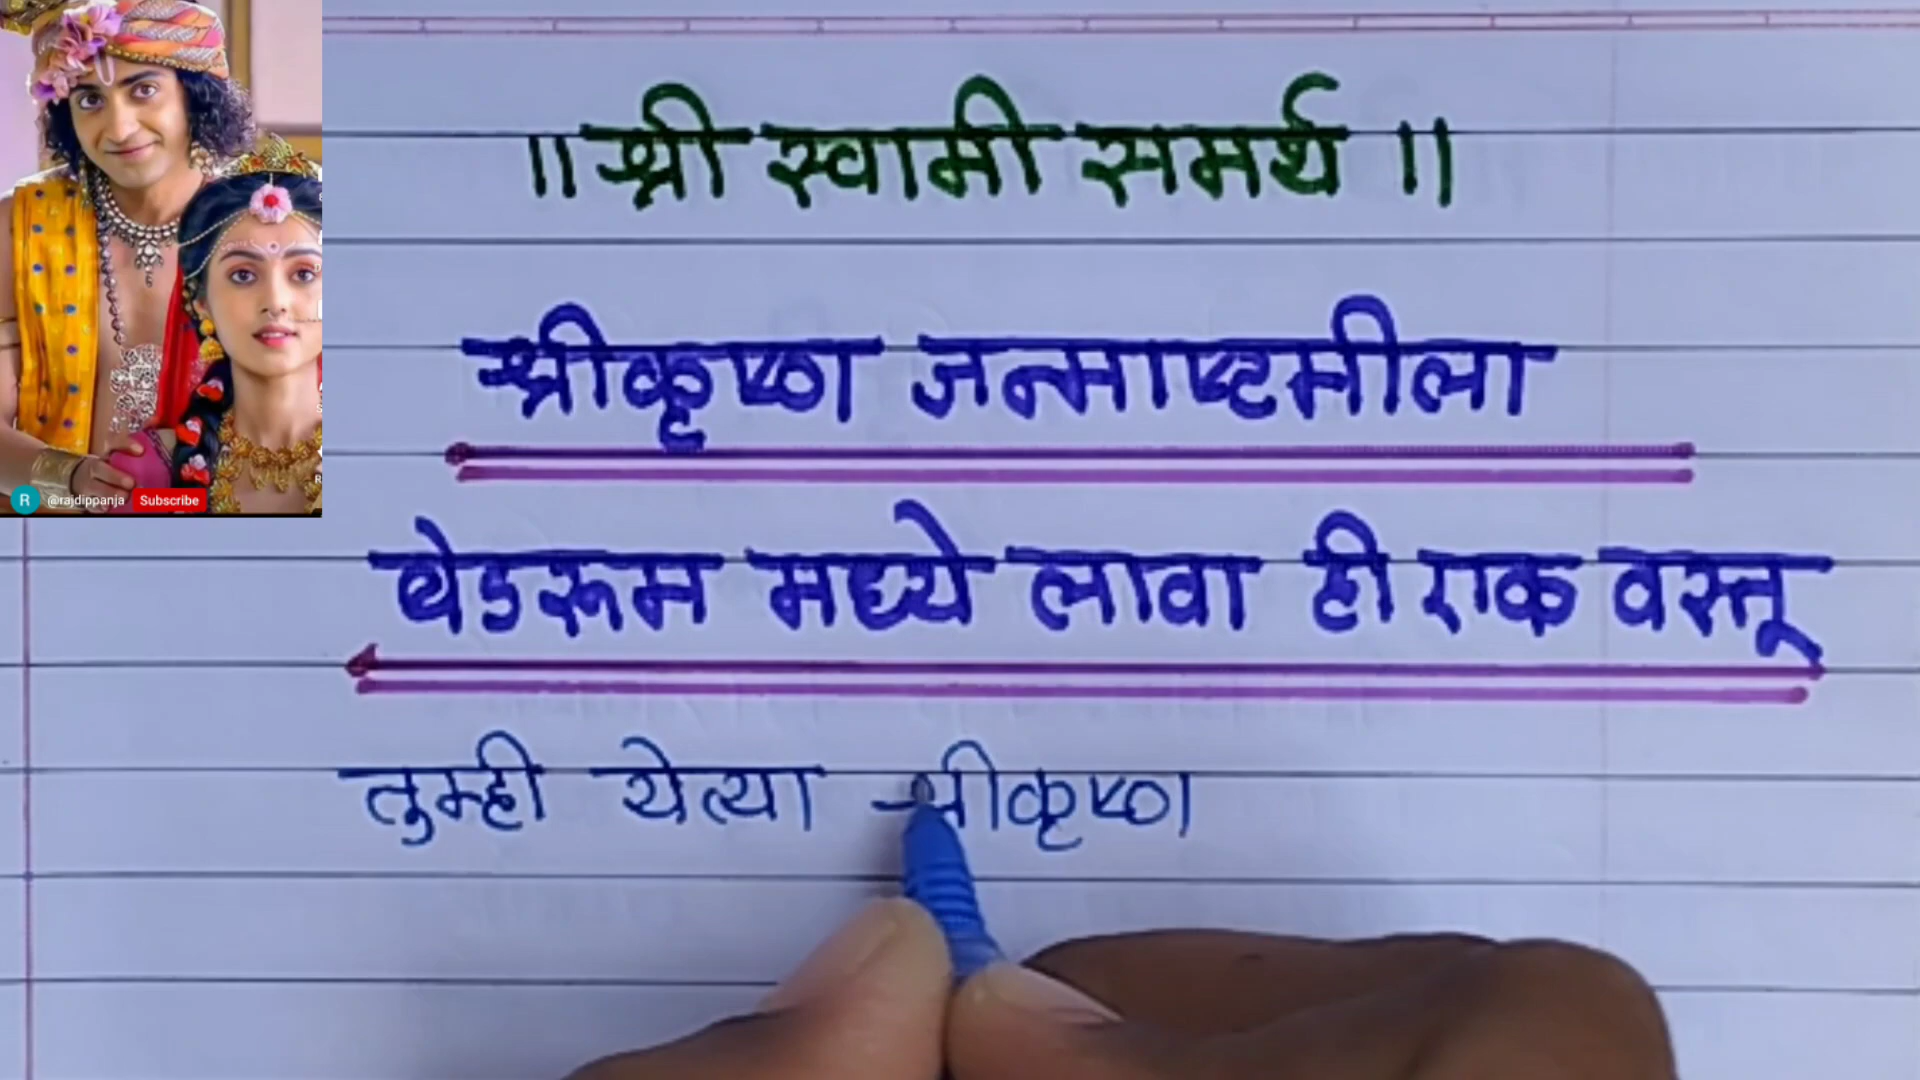 ॥ श्री स्वामी समर्थ ॥
श्रीकृष्ण जन्माष्टमीला
बेडरूम मध्ये लावा ही एक वस्तू
तुम्ही येत्या श्रीकृष्ण
R @rajdippanja Subscribe